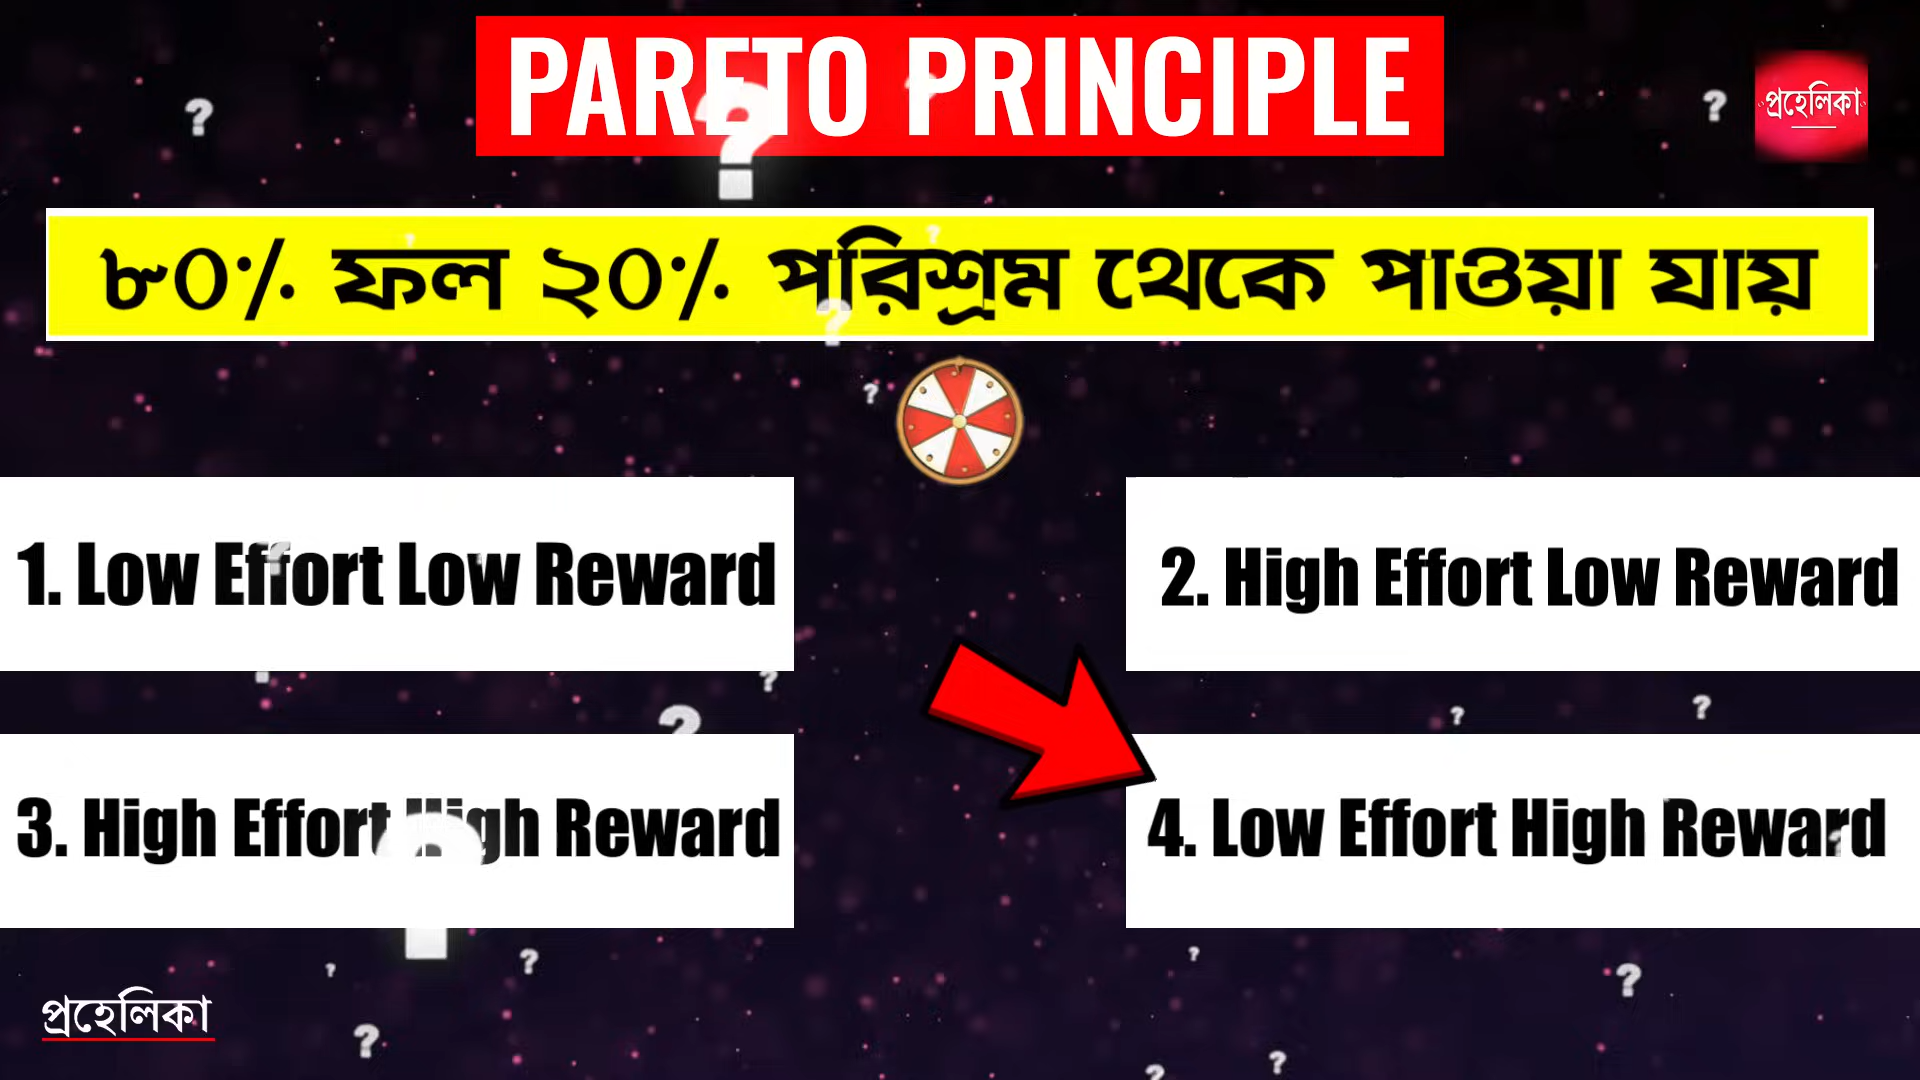 PARETO PRINCIPLE
প্রহেলিকা
৮০% ফল ২০% পরিশ্রম থেকে পাওয়া যায়
1. Low Effort Low Reward
2. High Effort Low Reward
3. High Effort High Reward
4. Low Effort High Reward
প্রহেলিকা